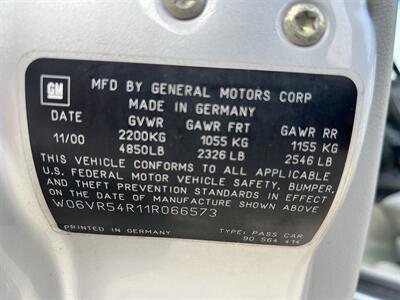 GM
MFD BY GENERAL MOTORS CORP
MADE IN GERMANY
DATE GVWR GAWR FRT GAWR RR
11/00 2200KG 1055 KG 1155 KG
4850LB 2326 LB 2546 LB
THIS VEHICLE CONFORMS TO ALL APPLICABLE
U.S. FEDERAL MOTOR VEHICLE SAFETY, BUMPER,
AND THEFT PREVENTION STANDARDS IN EFFECT
ON THE DATE OF MANUFACTURE SHOWN ABOVE
W06VR54R11R066573
TYPE: PASS CAR
PRINTED IN GERMANY 90 564 414